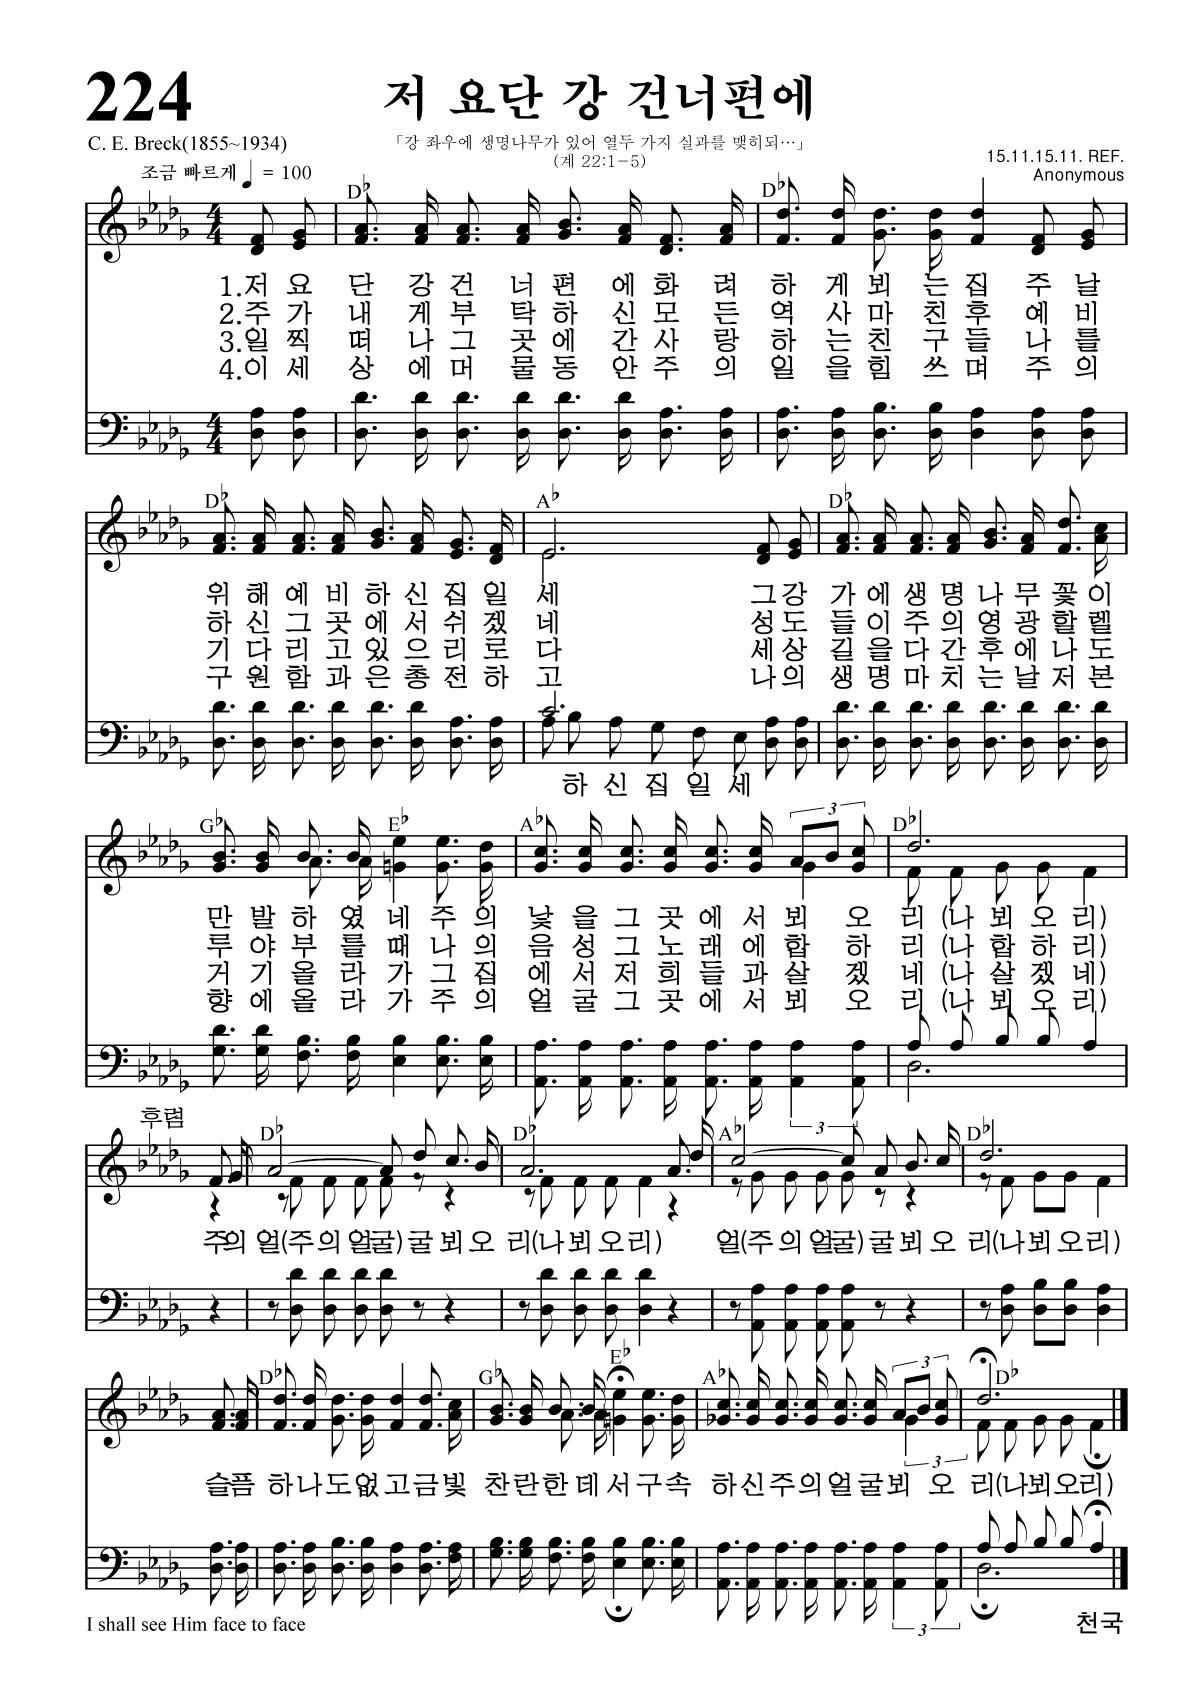 224
저 요단 강 건너편에
C. E. Breck(1855~1934)
「강 좌우에 생명나무가 있어 열두 가지 실과를 맺히되…」
(계 22:1-5)
15.11.15.11. REF.
Anonymous
조금 빠르게 ♩ = 100
D♭ D♭
1.저 요 단 강 건 너 편 에 화 려 하 게 뵈 는 집 주 날
2.주 가 내 게 부 탁 하 신 모 든 역 사 마 친 후 예 비
3.일 찍 떠 나 그 곳 에 간 사 랑 하 는 친 구 들 나 를
4.이 세 상 에 머 물 동 안 주 의 일 을 힘 쓰 며 주 의
D♭ A♭ D♭
위 해 예 비 하 신 집 일 세 그 강 가 에 생 명 나 무 꽃 이
하 신 그 곳 에 서 쉬 겠 네 성 도 들 이 주 의 영 광 할 렐
기 다 리 고 있 으 리 로 다 세 상 길 을 다 간 후 에 나 도
구 원 함 과 은 총 전 하 고 나 의 생 명 마 치 는 날 저 본
하 신 집 일 세
G♭ E♭ A♭ 3 D♭
만 발 하 였 네 주 의 낯 을 그 곳 에 서 뵈 오 리 (나 뵈 오 리)
루 야 부 를 때 나 의 음 성 그 노 래 에 합 하 리 (나 합 하 리)
거 기 올 라 가 그 집 에 서 저 희 들 과 살 겠 네 (나 살 겠 네)
향 에 올 라 가 주 의 얼 굴 그 곳 에 서 뵈 오 리 (나 뵈 오 리)
3
후렴
D♭ D♭ A♭ D♭
주의 얼(주 의 얼굴) 굴 뵈 오 리 (나 뵈 오 리) 얼(주 의 얼굴) 굴 뵈 오 리(나 뵈 오리)
D♭ G♭ E♭ A♭ 3 D♭
3
슬픔 하 나 도 없 고 금 빛 찬 란 한 데 서 구 속 하 신 주 의 얼 굴 뵈 오 리(나뵈오리)
3
I shall see Him face to face
천국